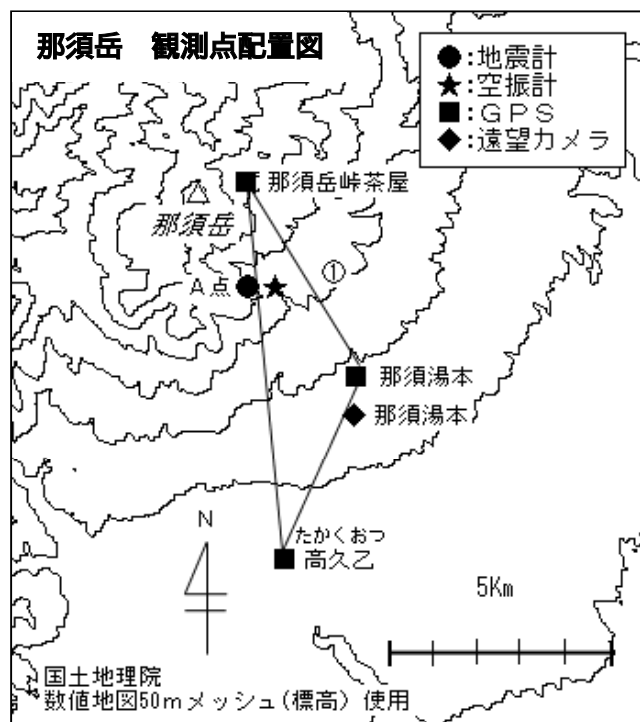 那須岳 観測点配置図
●:地震計
★:空振計
■:GPS
◆:遠望カメラ
那須岳峠茶屋
那須岳
A点
①
那須湯本
那須湯本
N
たかくおつ
高久乙
5Km
国土地理院
数値地図50mメッシュ(標高) 使用